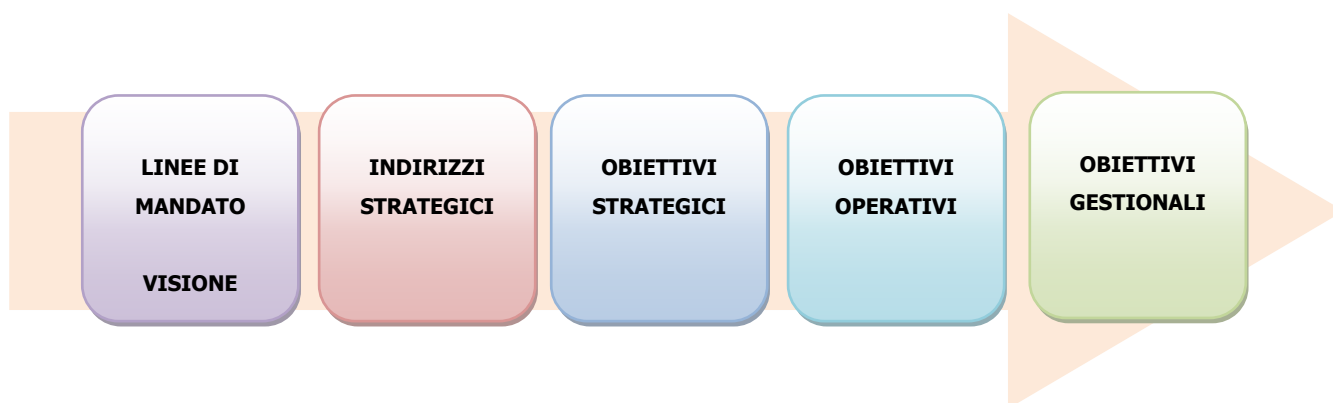 LINEE DI
MANDATO
VISIONE
INDIRIZZI
STRATEGICI
OBIETTIVI
STRATEGICI
OBIETTIVI
OPERATIVI
OBIETTIVI
GESTIONALI